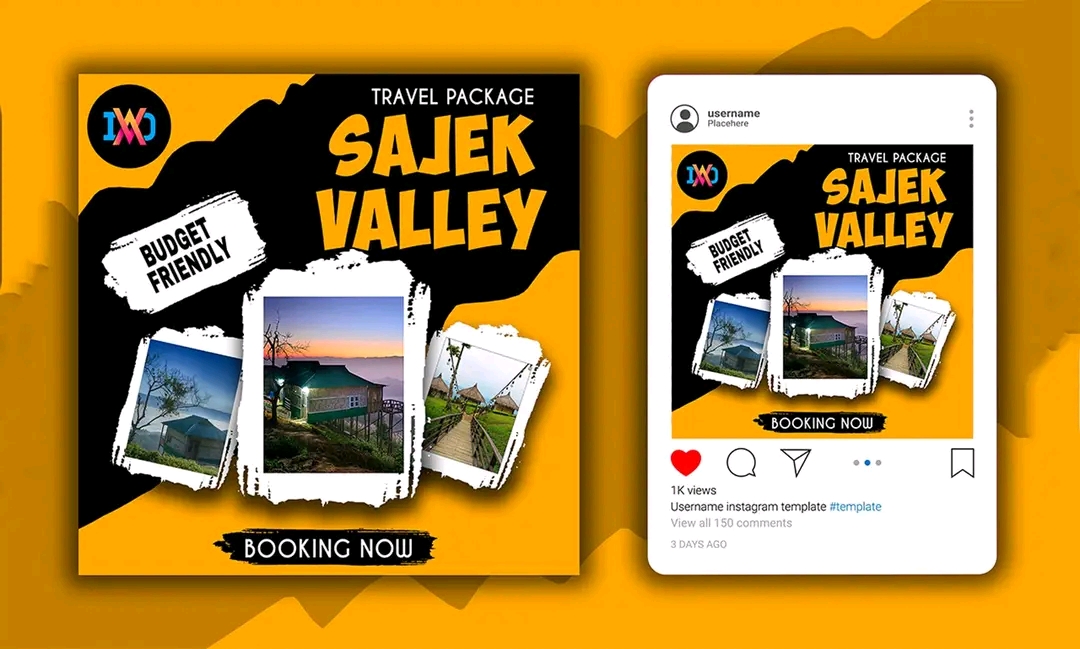 TRAVEL PACKAGE
SAJEK
VALLEY
BUDGET
FRIENDLY
BOOKING NOW
username
Placehere
TRAVEL PACKAGE
SAJEK
VALLEY
BUDGET
FRIENDLY
BOOKING NOW
1K views
Username instagram template #template
View all 150 comments
3 DAYS AGO